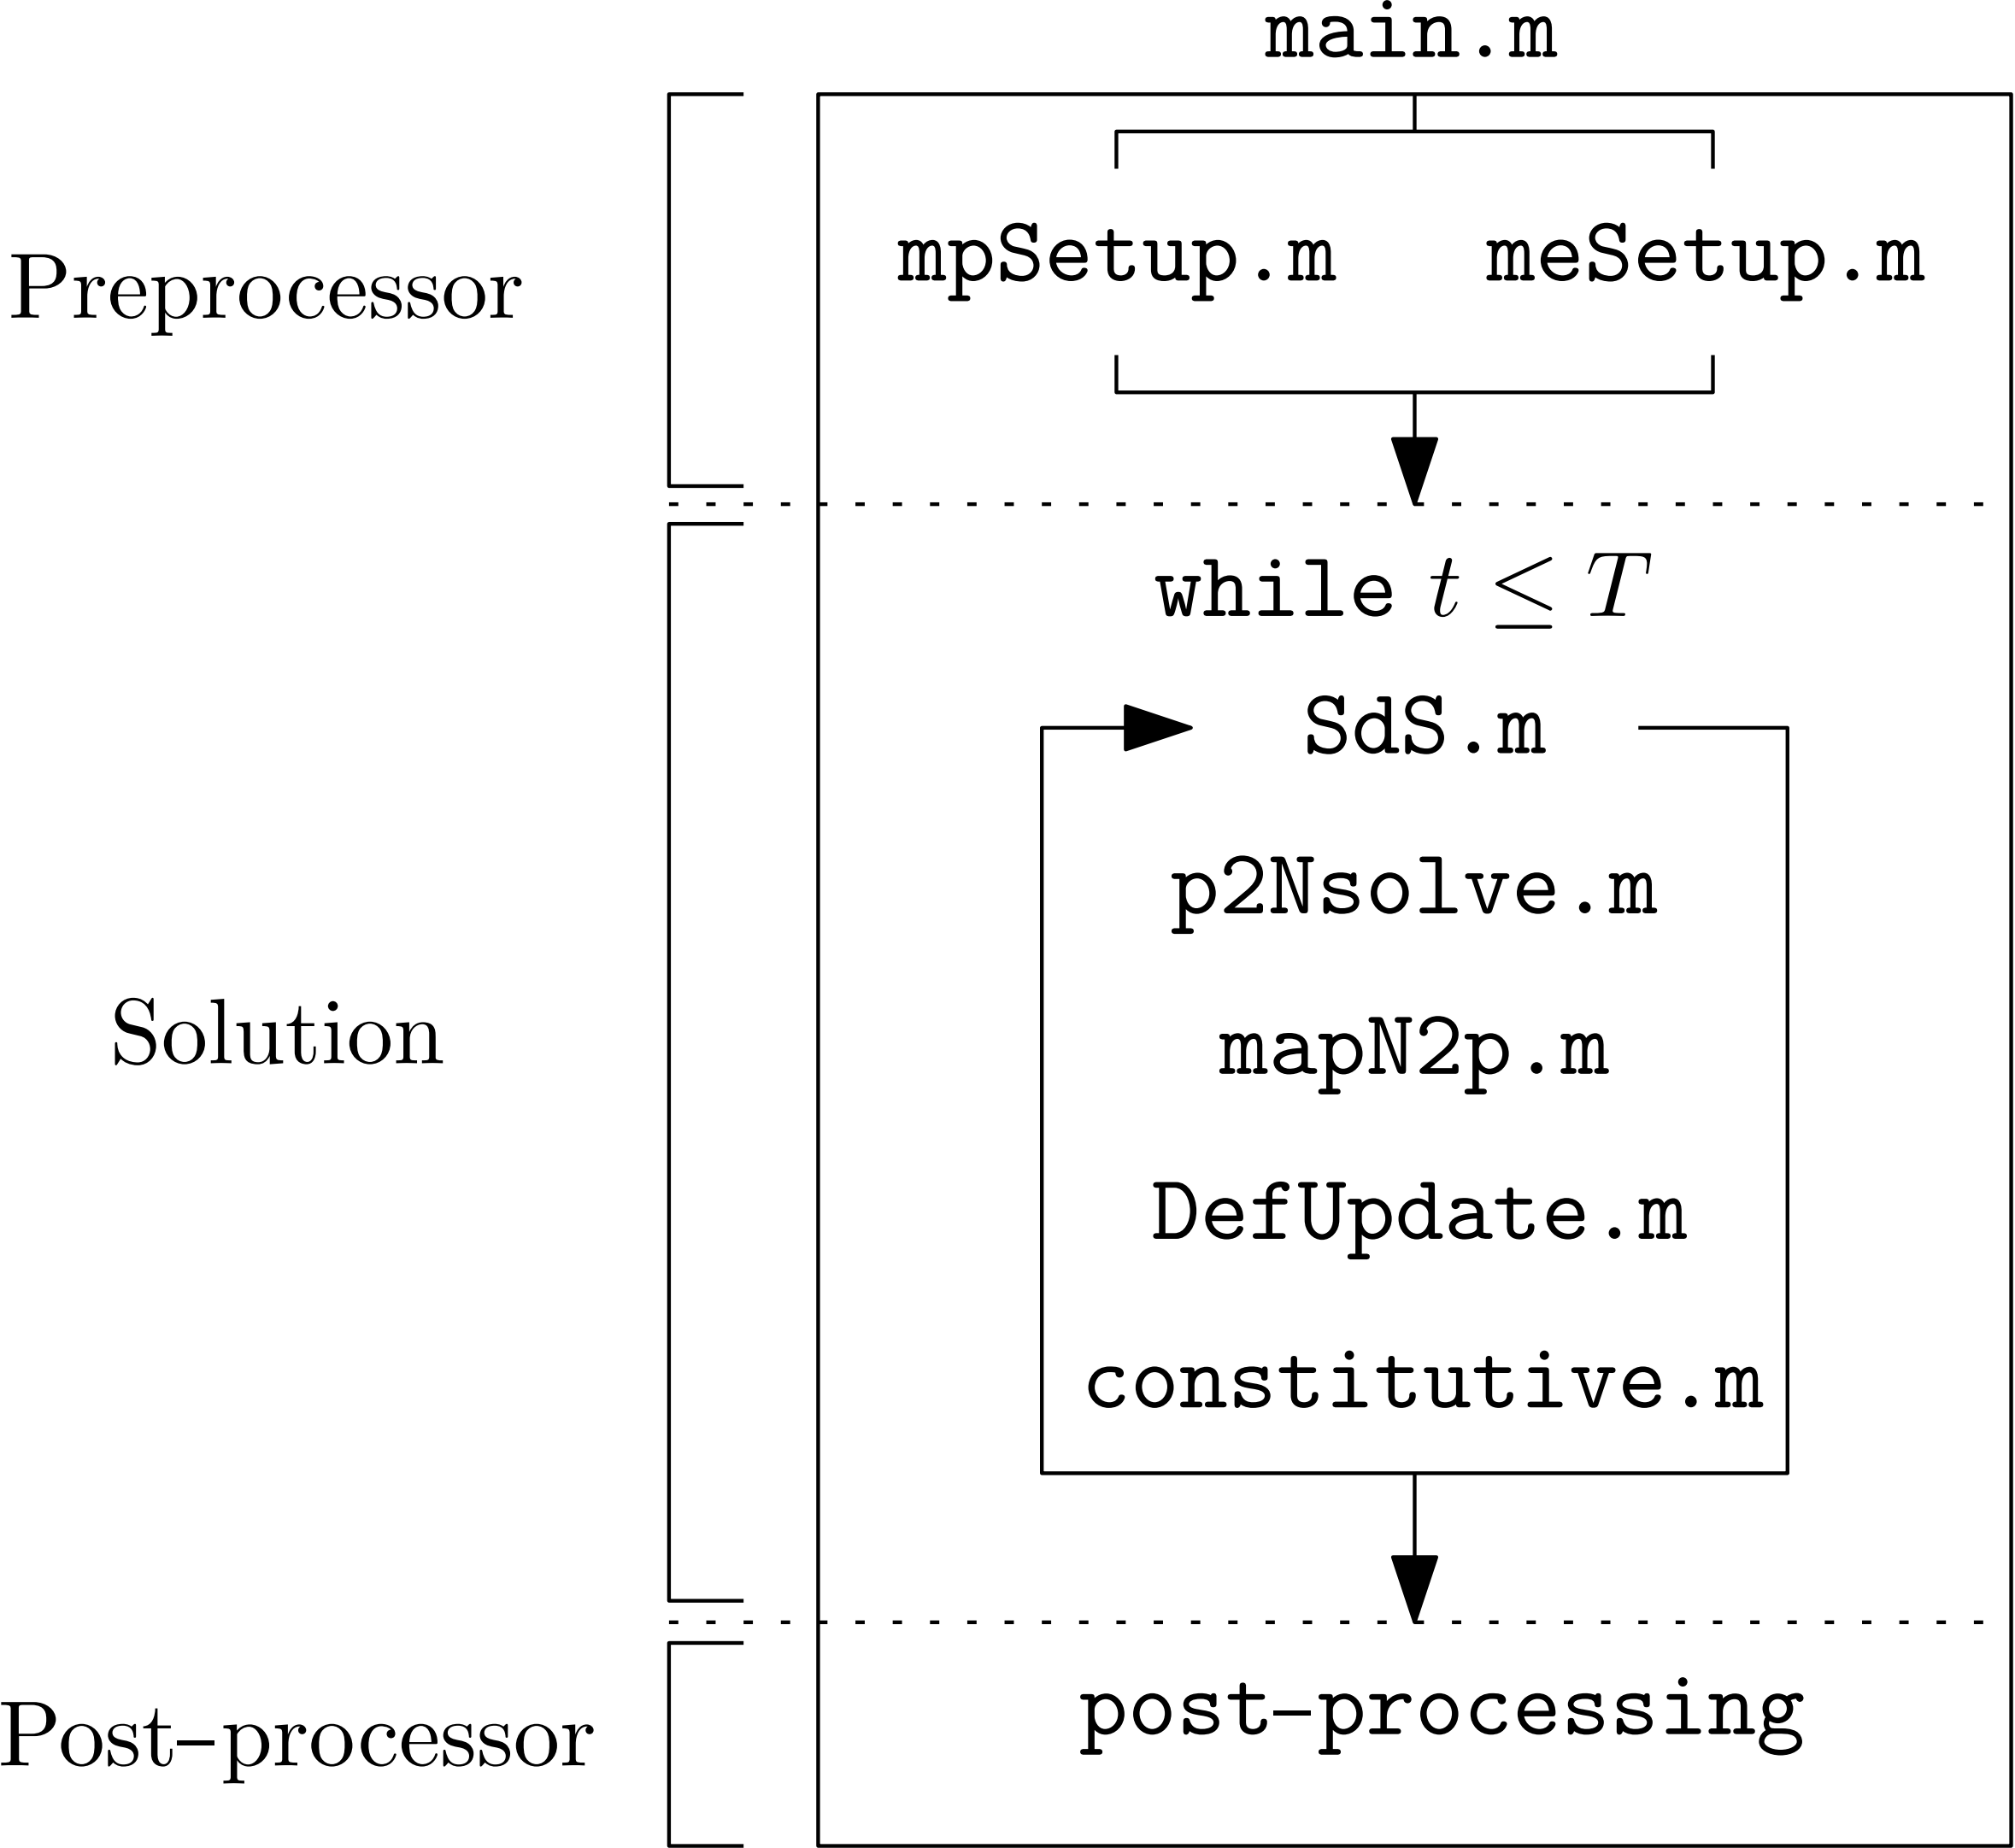 main.m
mpSetup.m meSetup.m
Preprocessor
while t ≤ T
SdS.m
p2Nsolve.m
Solution
mapN2p.m
DefUpdate.m
constitutive.m
post-processing
Post-processor